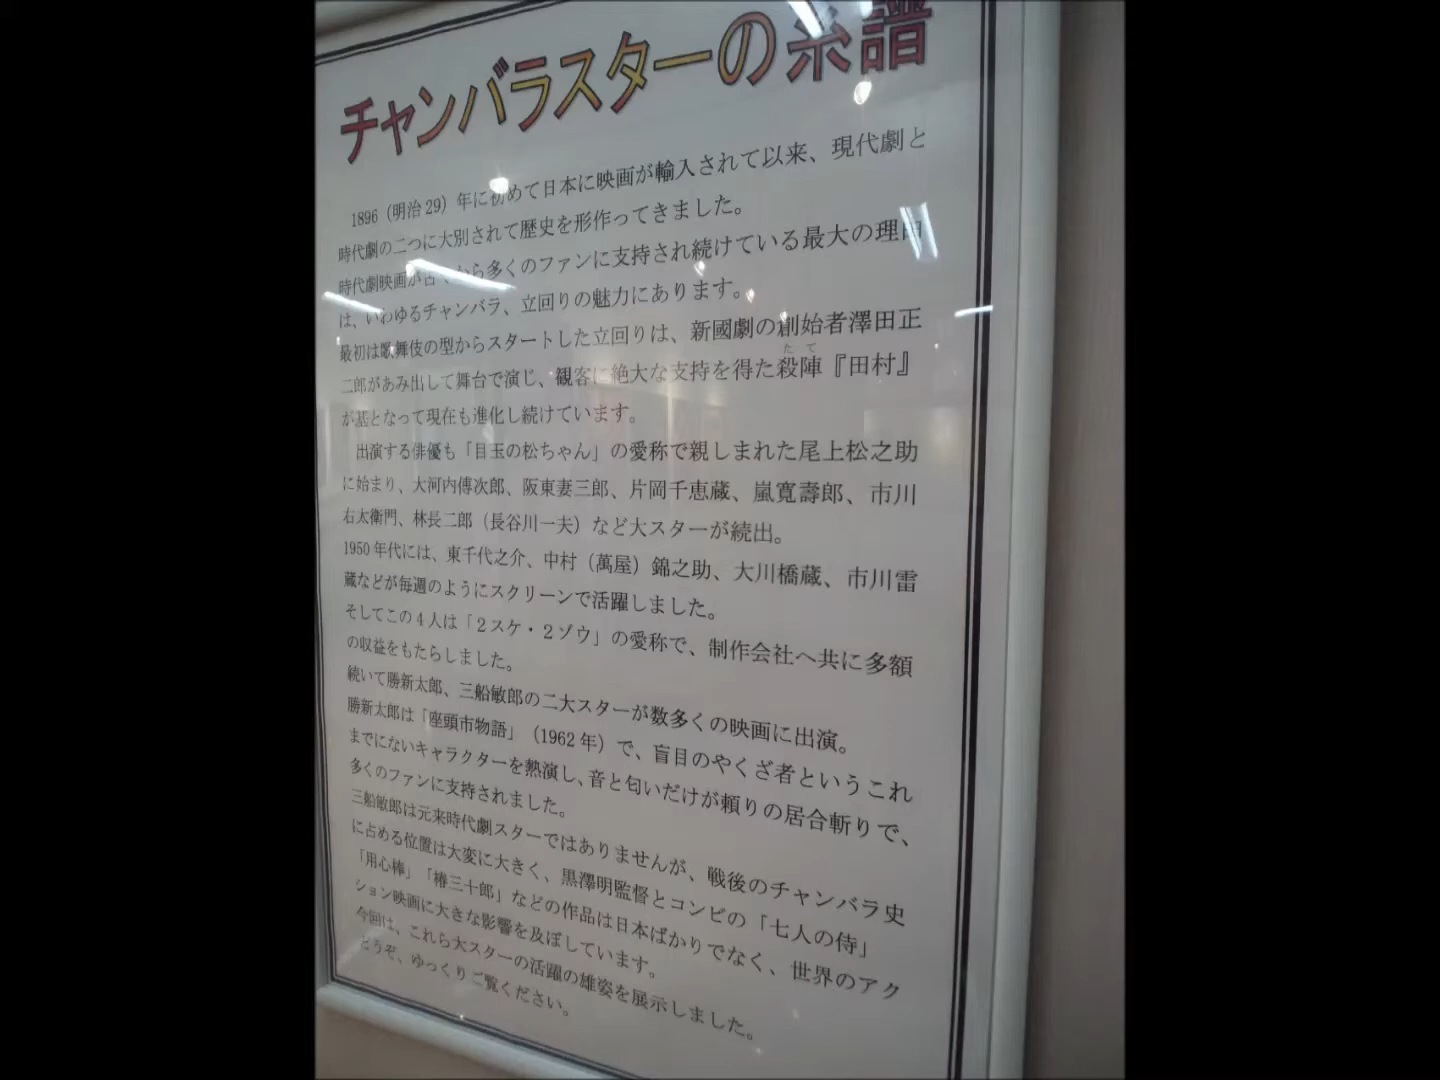 チャンバラスターの系譜
1896（明治29）年に初めて日本に映画が輸入されて以来、現代劇と
時代劇の二つに大別されて歴史を形作ってきました。
時代劇映画が古くから多くのファンに支持され続けている最大の理由
は、いわゆるチャンバラ、立回りの魅力にあります。
最初は歌舞伎の型からスタートした立回りは、新國劇の創始者澤田正
二郎があみ出して舞台で演じ、観客に絶大な支持を得た殺陣『田村』
たて
が基となって現在も進化し続けています。
出演する俳優も「目玉の松ちゃん」の愛称で親しまれた尾上松之助
に始まり、大河内傅次郎、阪東妻三郎、片岡千恵蔵、嵐寛壽郎、市川
右太衛門、林長二郎（長谷川一夫）など大スターが続出。
1950年代には、東千代之介、中村（萬屋）錦之助、大川橋蔵、市川雷
蔵などが毎週のようにスクリーンで活躍しました。
そしてこの4人は「２スケ・２ゾウ」の愛称で、制作会社へ共に多額
の収益をもたらしました。
続いて勝新太郎、三船敏郎の二大スターが数多くの映画に出演。
勝新太郎は「座頭市物語」（1962年）で、盲目のやくざ者というこれ
までにないキャラクターを熱演し、音と匂いだけが頼りの居合斬りで、
多くのファンに支持されました。
三船敏郎は元来時代劇スターではありませんが、戦後のチャンバラ史
に占める位置は大変に大きく、黒澤明監督とコンビの「七人の侍」
「用心棒」「椿三十郎」などの作品は日本ばかりでなく、世界のアク
ション映画に大きな影響を及ぼしています。
今回は、これら大スターの活躍の雄姿を展示しました。
どうぞ、ゆっくりご覧ください。